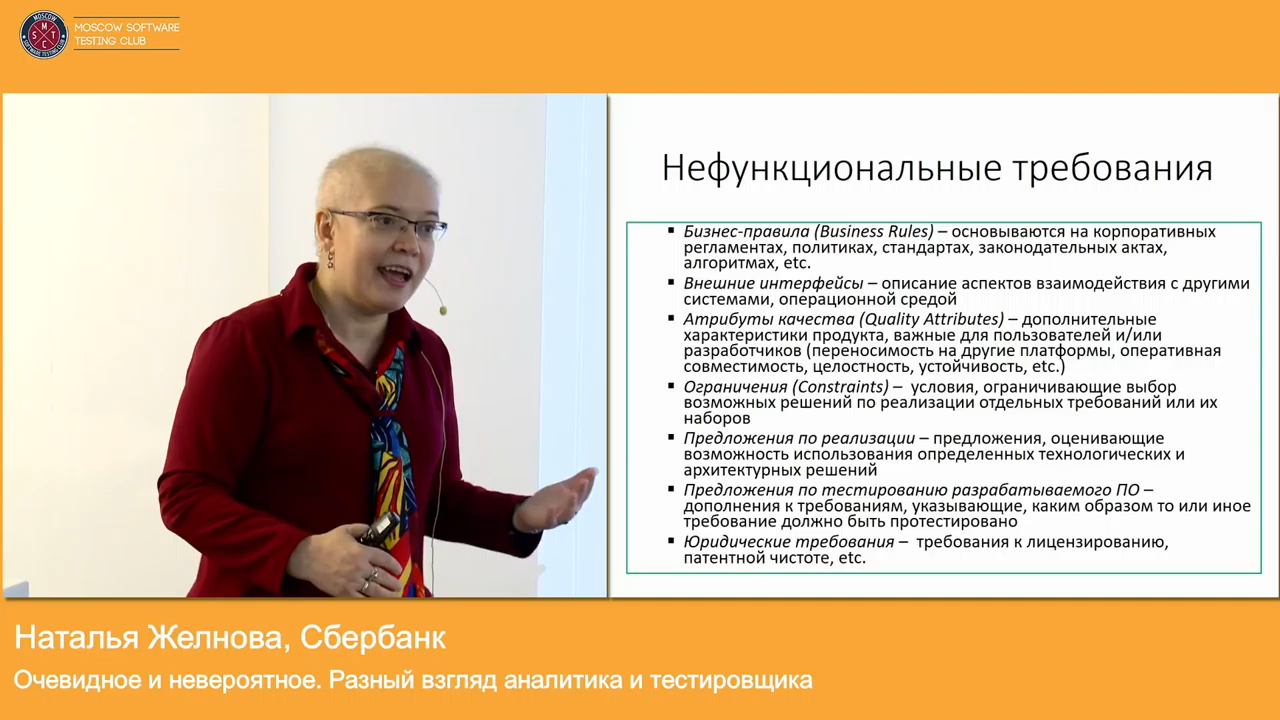 MOSCOW SOFTWARE
TESTING CLUB
Нефункциональные требования
Бизнес-правила (Business Rules) – основываются на корпоративных
регламентах, политиках, стандартах, законодательных актах,
алгоритмах, etc.
Внешние интерфейсы – описание аспектов взаимодействия с другими
системами, операционной средой
Атрибуты качества (Quality Attributes) – дополнительные
характеристики продукта, важные для пользователей и/или
разработчиков (переносимость на другие платформы, оперативная
совместимость, целостность, устойчивость, etc.)
Ограничения (Constraints) – условия, ограничивающие выбор
возможных решений по реализации отдельных требований или их
наборов
Предложения по реализации – предложения, оценивающие
возможность использования определенных технологических и
архитектурных решений
Предложения по тестированию разрабатываемого ПО –
дополнения к требованиям, указывающие, каким образом то или иное
требование должно быть протестировано
Юридические требования – требования к лицензированию,
патентной чистоте, etc.
Наталья Желнова, Сбербанк
Очевидное и невероятное. Разный взгляд аналитика и тестировщика